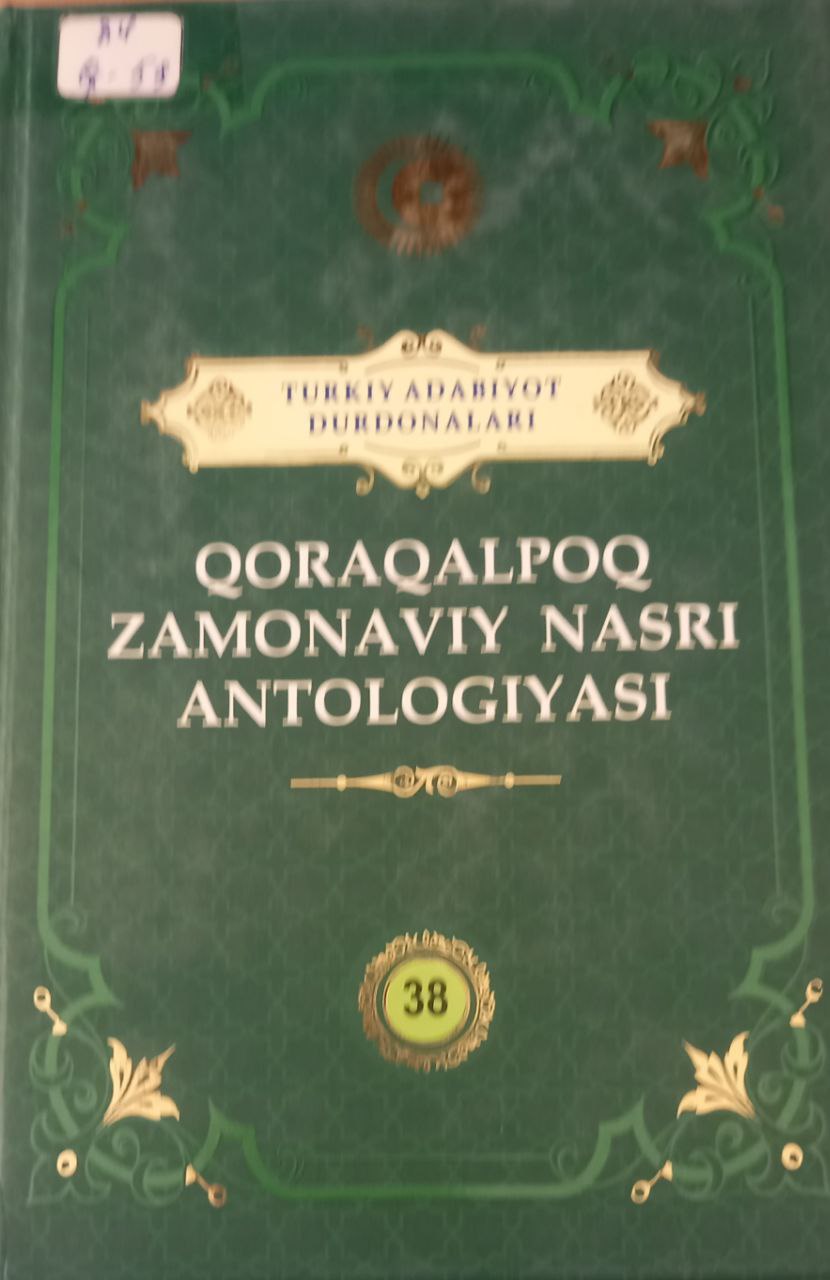 TURKIY ADABIYOT
DURDONALARI
QORAQALPOQ
ZAMONAVIY NASRI
ANTOLOGIYASI
38